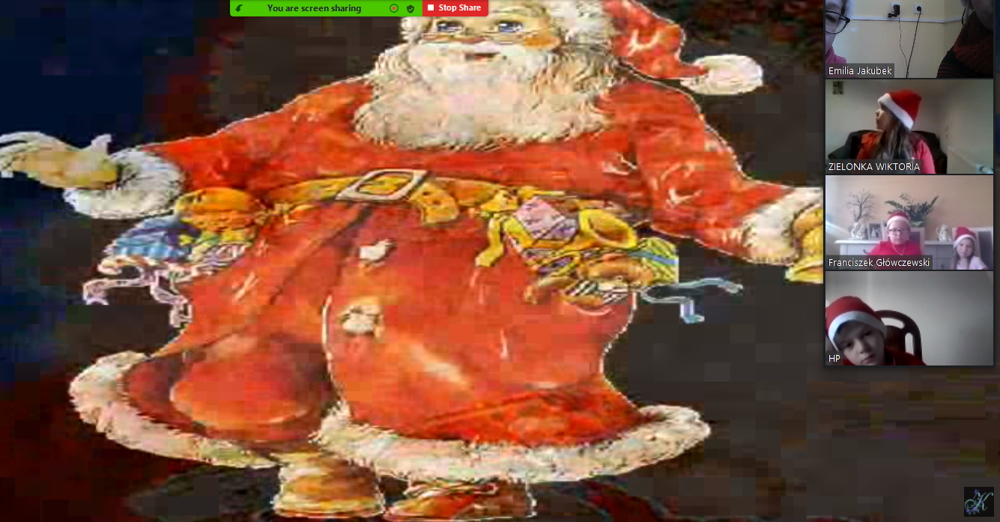 You are screen sharing
Stop Share
Emilia Jakubek
ZIELONKA WIKTORIA
Franciszek Główczewski
HP
K